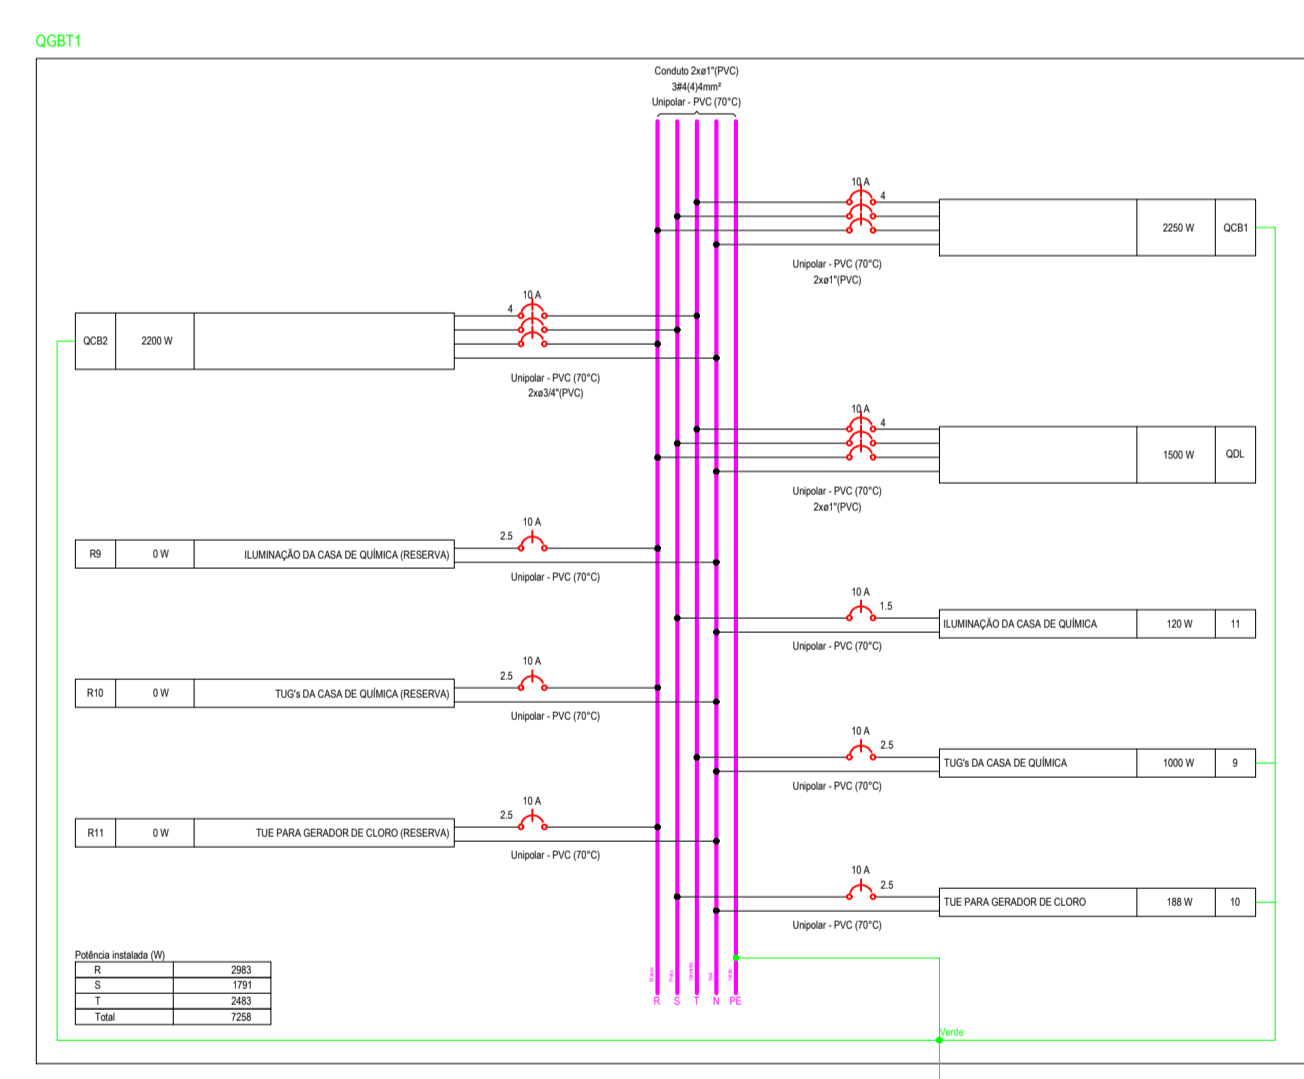 QGBT1
Conduto 2xø1"(PVC)
3#4(4)4mm²
Unipolar - PVC (70°C)
10 A
4
2250 W
QCB1
Unipolar - PVC (70°C)
2xø1"(PVC)
10 A
4
QCB2
2200 W
Unipolar - PVC (70°C)
2xø3/4"(PVC)
10 A
4
1500 W
QDL
Unipolar - PVC (70°C)
2xø1"(PVC)
10 A
2.5
R9
0 W
ILUMINAÇÃO DA CASA DE QUÍMICA (RESERVA)
Unipolar - PVC (70°C)
10 A
1.5
ILUMINAÇÃO DA CASA DE QUÍMICA
120 W
11
Unipolar - PVC (70°C)
10 A
2.5
R10
0 W
TUG's DA CASA DE QUÍMICA (RESERVA)
Unipolar - PVC (70°C)
10 A
2.5
TUG's DA CASA DE QUÍMICA
1000 W
9
Unipolar - PVC (70°C)
10 A
2.5
R11
0 W
TUE PARA GERADOR DE CLORO (RESERVA)
Unipolar - PVC (70°C)
10 A
2.5
TUE PARA GERADOR DE CLORO
188 W
10
Unipolar - PVC (70°C)
Potência instalada (W)
R 2983
S 1791
T 2483
Total 7258
Branco
Preto
Vermelho
Azul
Verde
R S T N PE
Verde